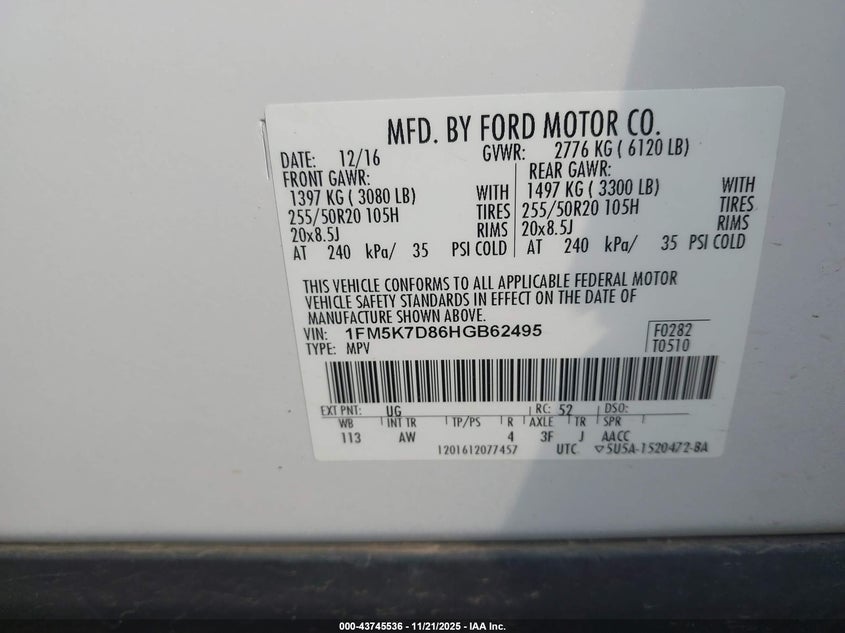 MFD. BY FORD MOTOR CO.
DATE: 12/16 GVWR: 2776 KG ( 6120 LB)
FRONT GAWR: REAR GAWR:
1397 KG ( 3080 LB) WITH 1497 KG ( 3300 LB) WITH
255/50R20 105H TIRES 255/50R20 105H TIRES
20x8.5J RIMS 20x8.5J RIMS
AT 240 kPa/ 35 PSI COLD AT 240 kPa/ 35 PSI COLD
THIS VEHICLE CONFORMS TO ALL APPLICABLE FEDERAL MOTOR
VEHICLE SAFETY STANDARDS IN EFFECT ON THE DATE OF
MANUFACTURE SHOWN ABOVE.
VIN: 1FM5K7D86HGB62495 F0282
TYPE: MPV T0510
EXT PNT: UG RC: 52 DSO:
WB INT TR TP/PS R AXLE TR SPR
113 AW 4 3F J AACC
1201612077457 UTC ▽5U5A-1520472-BA
000-43745536 - 11/21/2025 - IAA Inc.